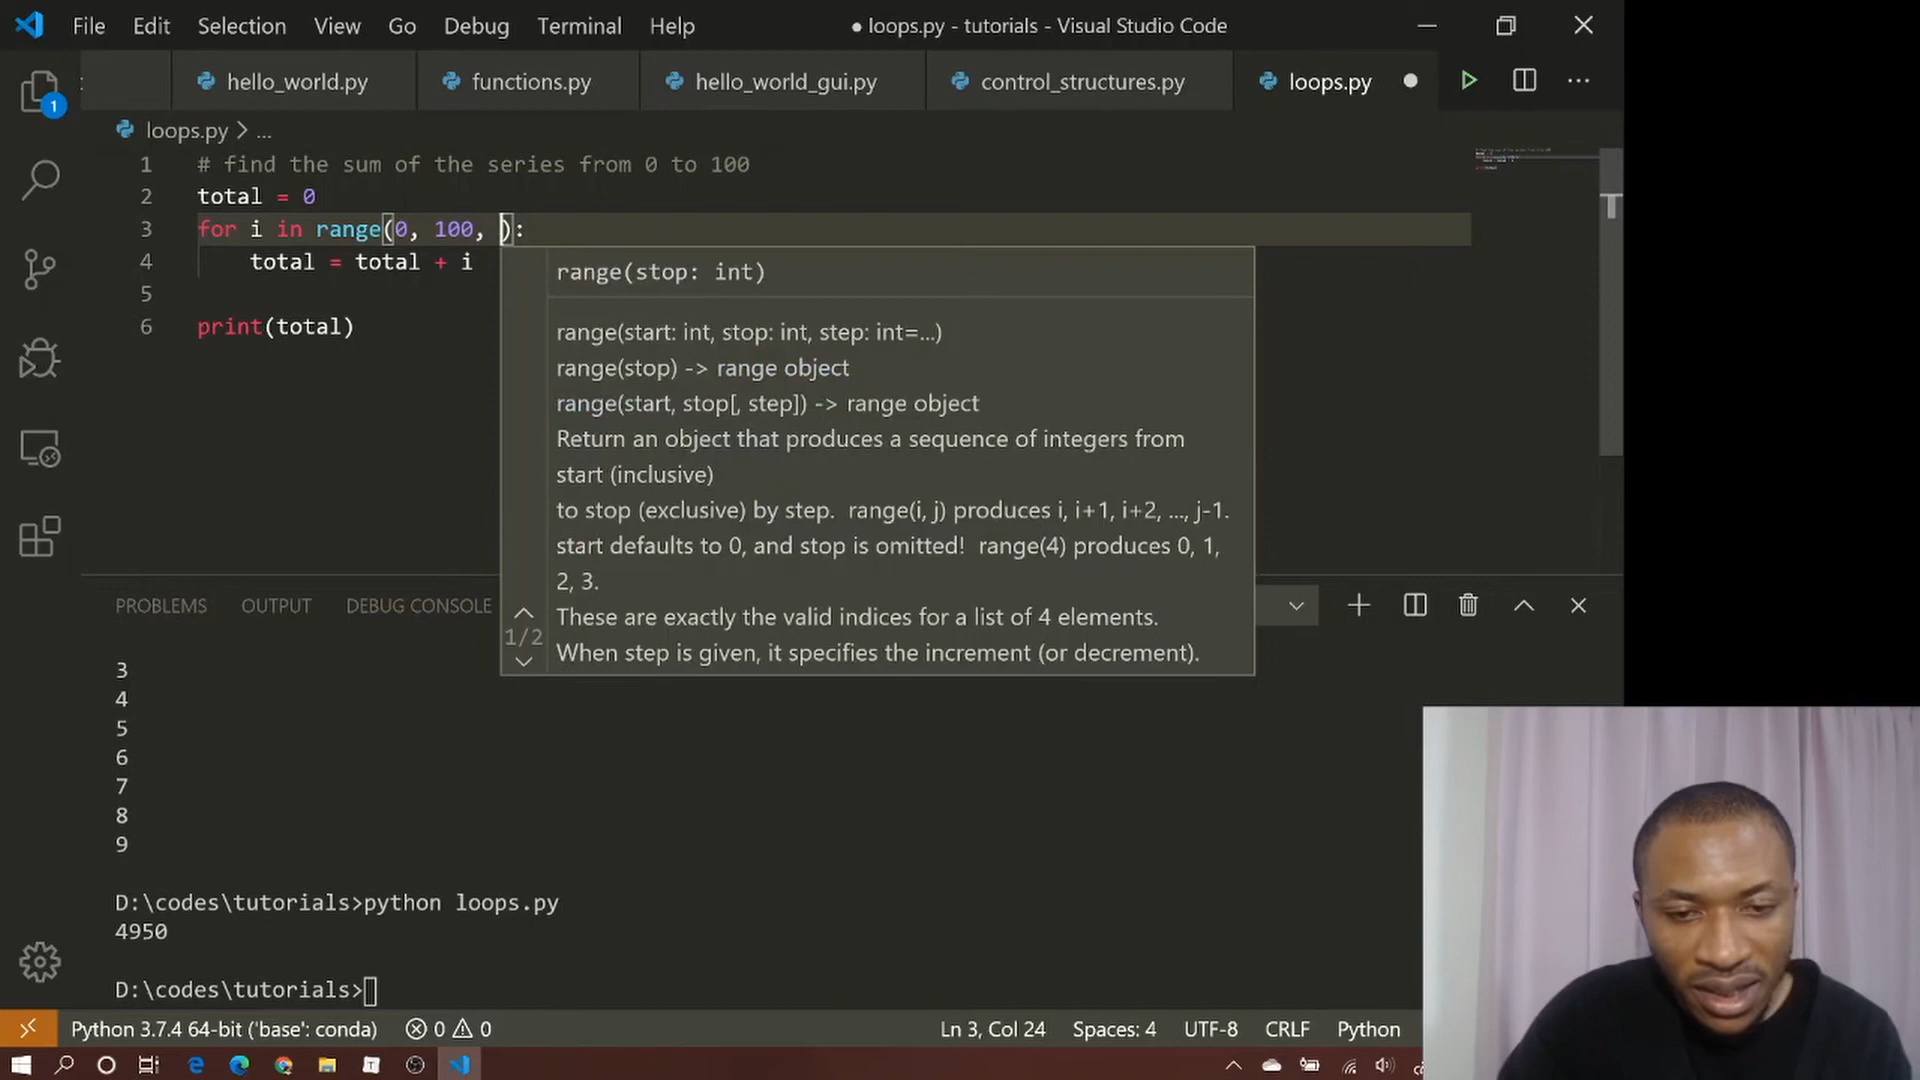 File Edit Selection View Go Debug Terminal Help
● loops.py - tutorials - Visual Studio Code
hello_world.py functions.py hello_world_gui.py control_structures.py loops.py
1
loops.py > ...
1 # find the sum of the series from 0 to 100
2 total = 0
3 for i in range(0, 100, ):
4 total = total + i
5
6 print(total)
range(stop: int)
range(start: int, stop: int, step: int=...)
range(stop) -> range object
range(start, stop[, step]) -> range object
Return an object that produces a sequence of integers from
start (inclusive)
to stop (exclusive) by step.  range(i, j) produces i, i+1, i+2, ..., j-1.
start defaults to 0, and stop is omitted!  range(4) produces 0, 1,
2, 3.
These are exactly the valid indices for a list of 4 elements.
When step is given, it specifies the increment (or decrement).
1/2
PROBLEMS OUTPUT DEBUG CONSOLE
3
4
5
6
7
8
9
D:\codes\tutorials>python loops.py
4950
D:\codes\tutorials>
Python 3.7.4 64-bit ('base': conda) 0 0 Ln 3, Col 24 Spaces: 4 UTF-8 CRLF Python